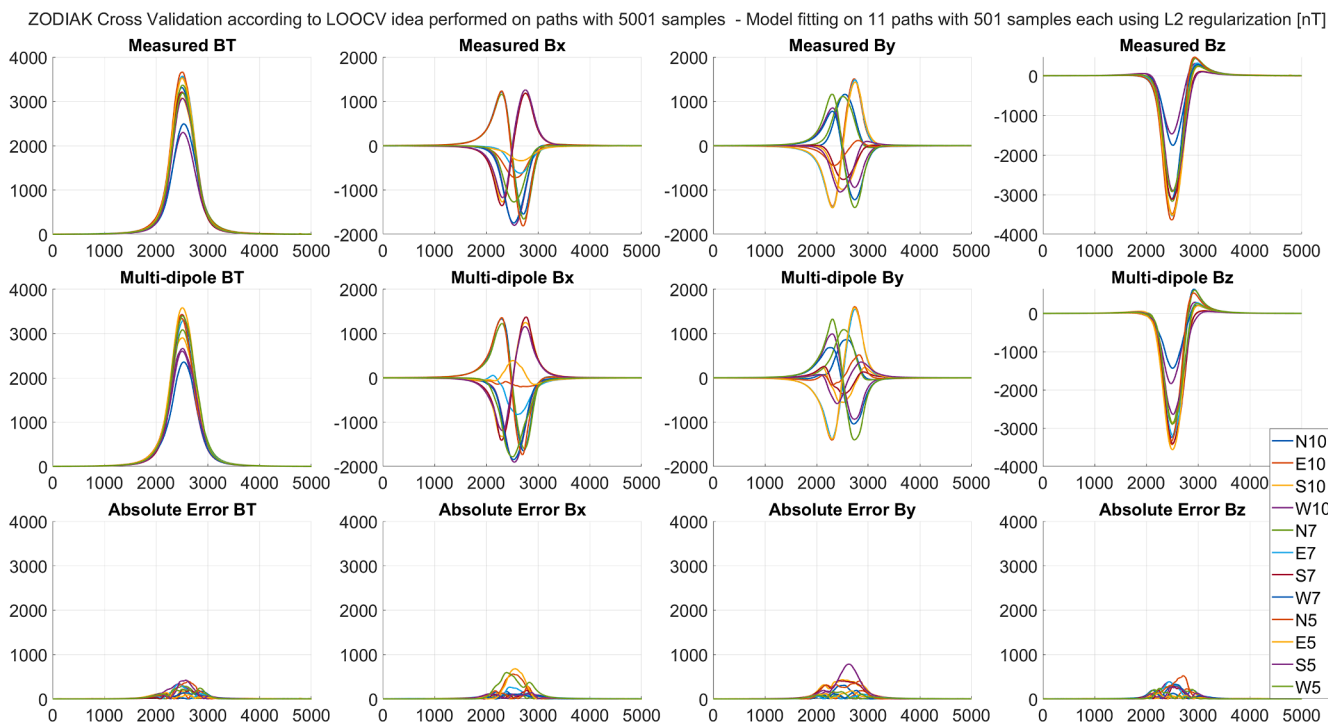 ZODIAK Cross Validation according to LOOCV idea performed on paths with 5001 samples - Model fitting on 11 paths with 501 samples each using L2 regularization [nT]
Measured BT
4000
3000
2000
1000
0
0 1000 2000 3000 4000 5000
Measured Bx
2000
1000
0
-1000
-2000
0 1000 2000 3000 4000 5000
Measured By
2000
1000
0
-1000
-2000
0 1000 2000 3000 4000 5000
Measured Bz
0
-1000
-2000
-3000
-4000
0 1000 2000 3000 4000 5000
Multi-dipole BT
4000
3000
2000
1000
0
0 1000 2000 3000 4000 5000
Multi-dipole Bx
2000
1000
0
-1000
-2000
0 1000 2000 3000 4000 5000
Multi-dipole By
2000
1000
0
-1000
-2000
0 1000 2000 3000 4000 5000
Multi-dipole Bz
0
-1000
-2000
-3000
-4000
0 1000 2000 3000 4000
Absolute Error BT
4000
3000
2000
1000
0
0 1000 2000 3000 4000 5000
Absolute Error Bx
4000
3000
2000
1000
0
0 1000 2000 3000 4000 5000
Absolute Error By
4000
3000
2000
1000
0
0 1000 2000 3000 4000 5000
Absolute Error Bz
4000
3000
2000
1000
0
0 1000 2000 3000 4000 5000
N10
E10
S10
W10
N7
E7
S7
W7
N5
E5
S5
W5